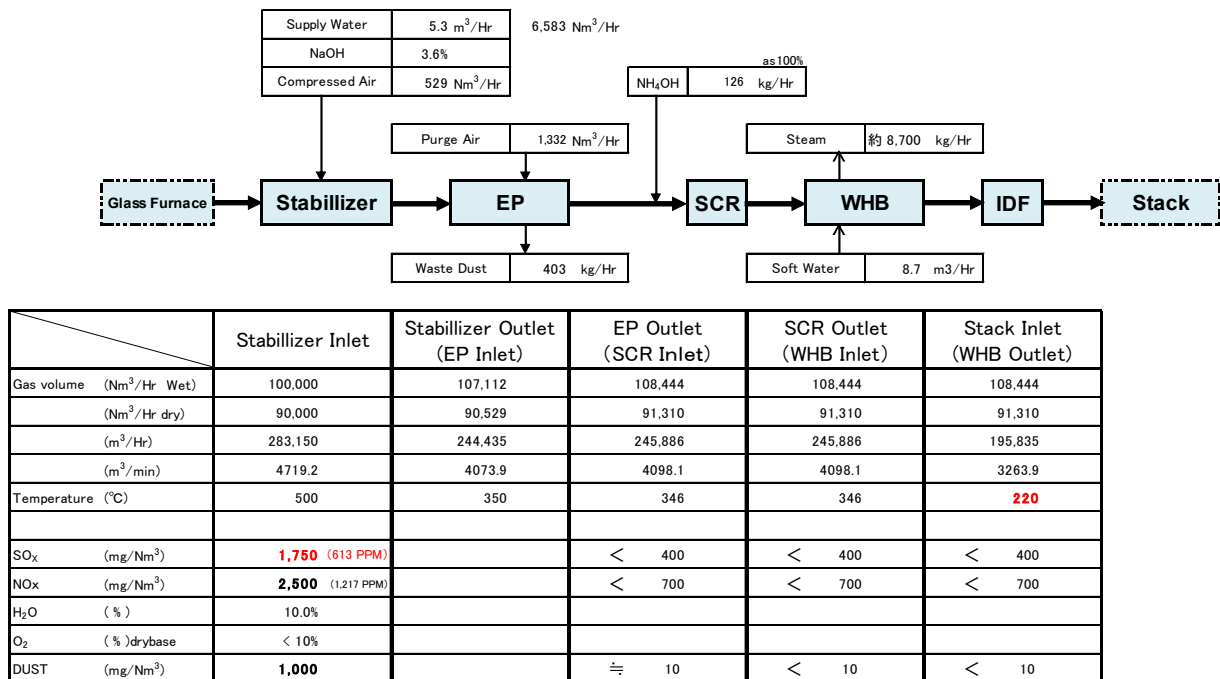 Supply Water 5.3 m³/Hr 6,583 Nm³/Hr
NaOH 3.6%
Compressed Air 529 Nm³/Hr
as100%
NH₄OH 126 kg/Hr
Purge Air 1,332 Nm³/Hr
Steam 約 8,700 kg/Hr
Glass Furnace Stabillizer EP SCR WHB IDF Stack
Waste Dust 403 kg/Hr
Soft Water 8.7 m3/Hr
Stabillizer Inlet Stabillizer Outlet (EP Inlet) EP Outlet (SCR Inlet) SCR Outlet (WHB Inlet) Stack Inlet (WHB Outlet)
Gas volume (Nm³/Hr Wet) 100,000 107,112 108,444 108,444 108,444
(Nm³/Hr dry) 90,000 90,529 91,310 91,310 91,310
(m³/Hr) 283,150 244,435 245,886 245,886 195,835
(m³/min) 4719.2 4073.9 4098.1 4098.1 3263.9
Temperature (℃) 500 350 346 346 220
SOX (mg/Nm³) 1,750 (613 PPM) < 400 < 400 < 400
NOx (mg/Nm³) 2,500 (1,217 PPM) < 700 < 700 < 700
H₂O (%) 10.0%
O₂ (%)drybase < 10%
DUST (mg/Nm³) 1,000 ≒ 10 < 10 < 10